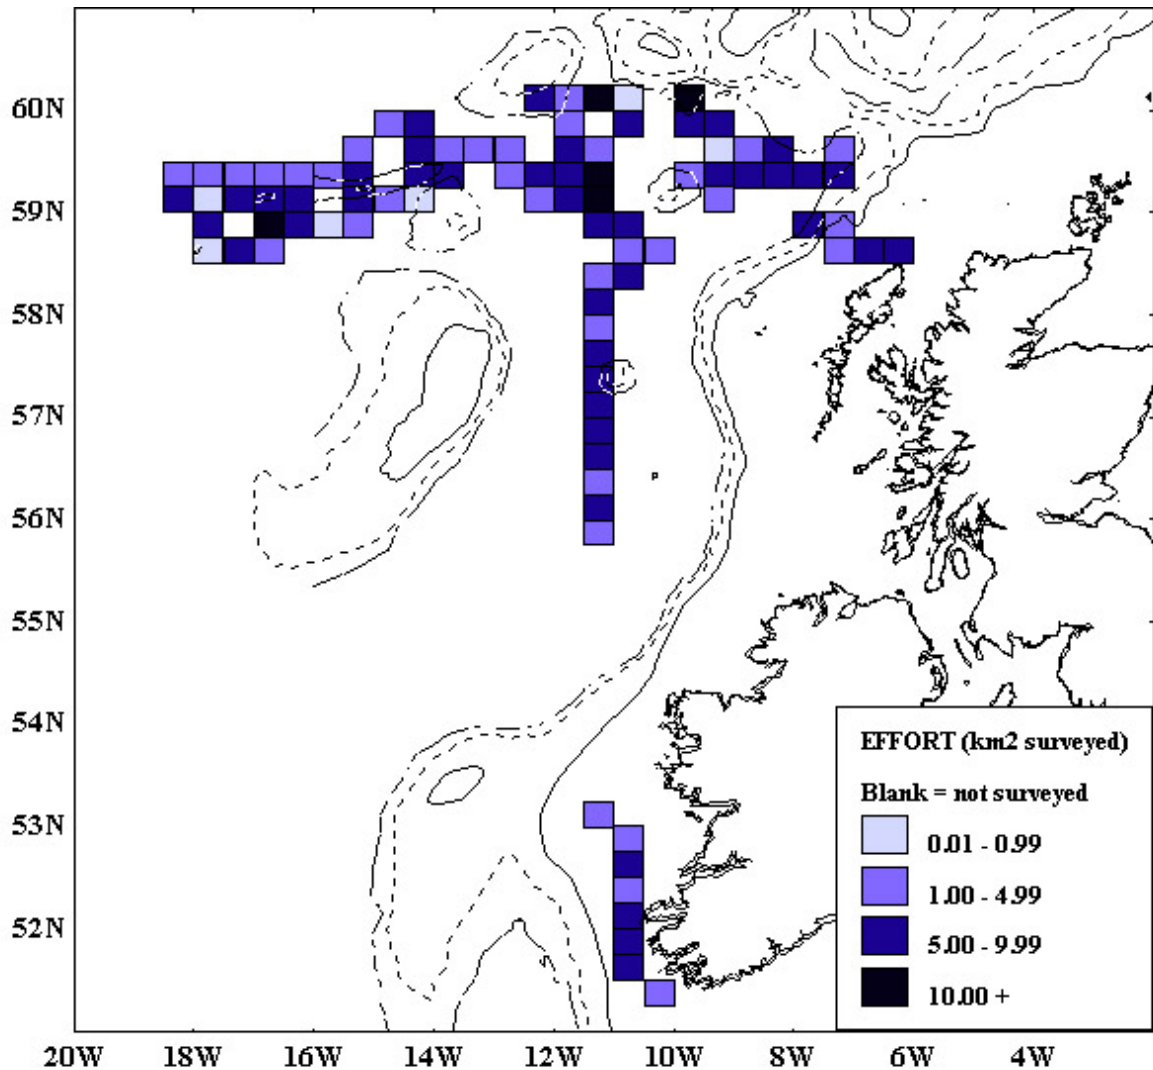 60N
59N
58N
57N
56N
55N
54N
53N
52N
EFFORT (km2 surveyed)
Blank = not surveyed
0.01 - 0.99
1.00 - 4.99
5.00 - 9.99
10.00 +
20W 18W 16W 14W 12W 10W 8W 6W 4W